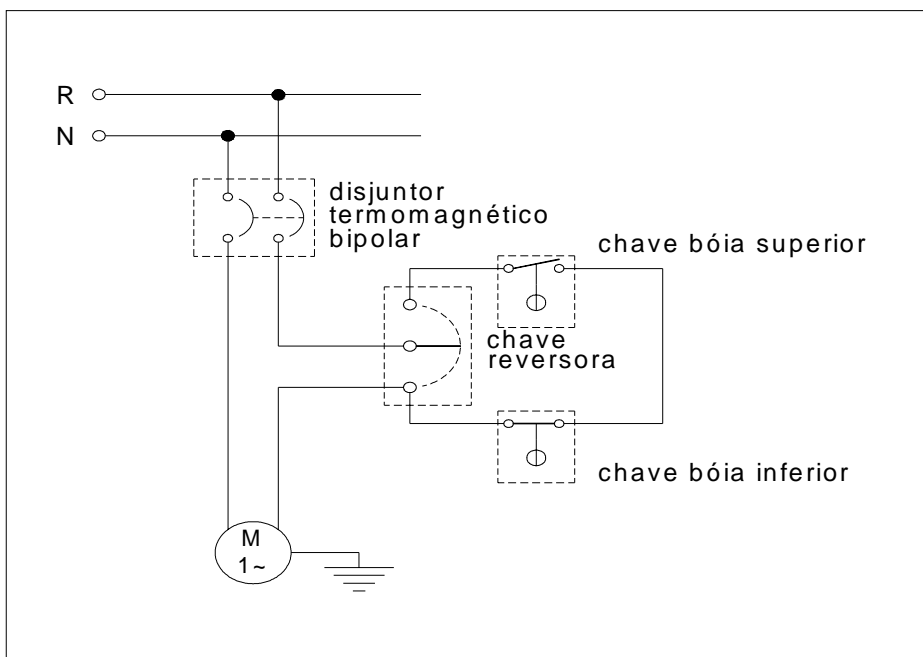 R
N
disjuntor
termomagnético
bipolar
chave bóia superior
chave
reversora
chave bóia inferior
M
1~